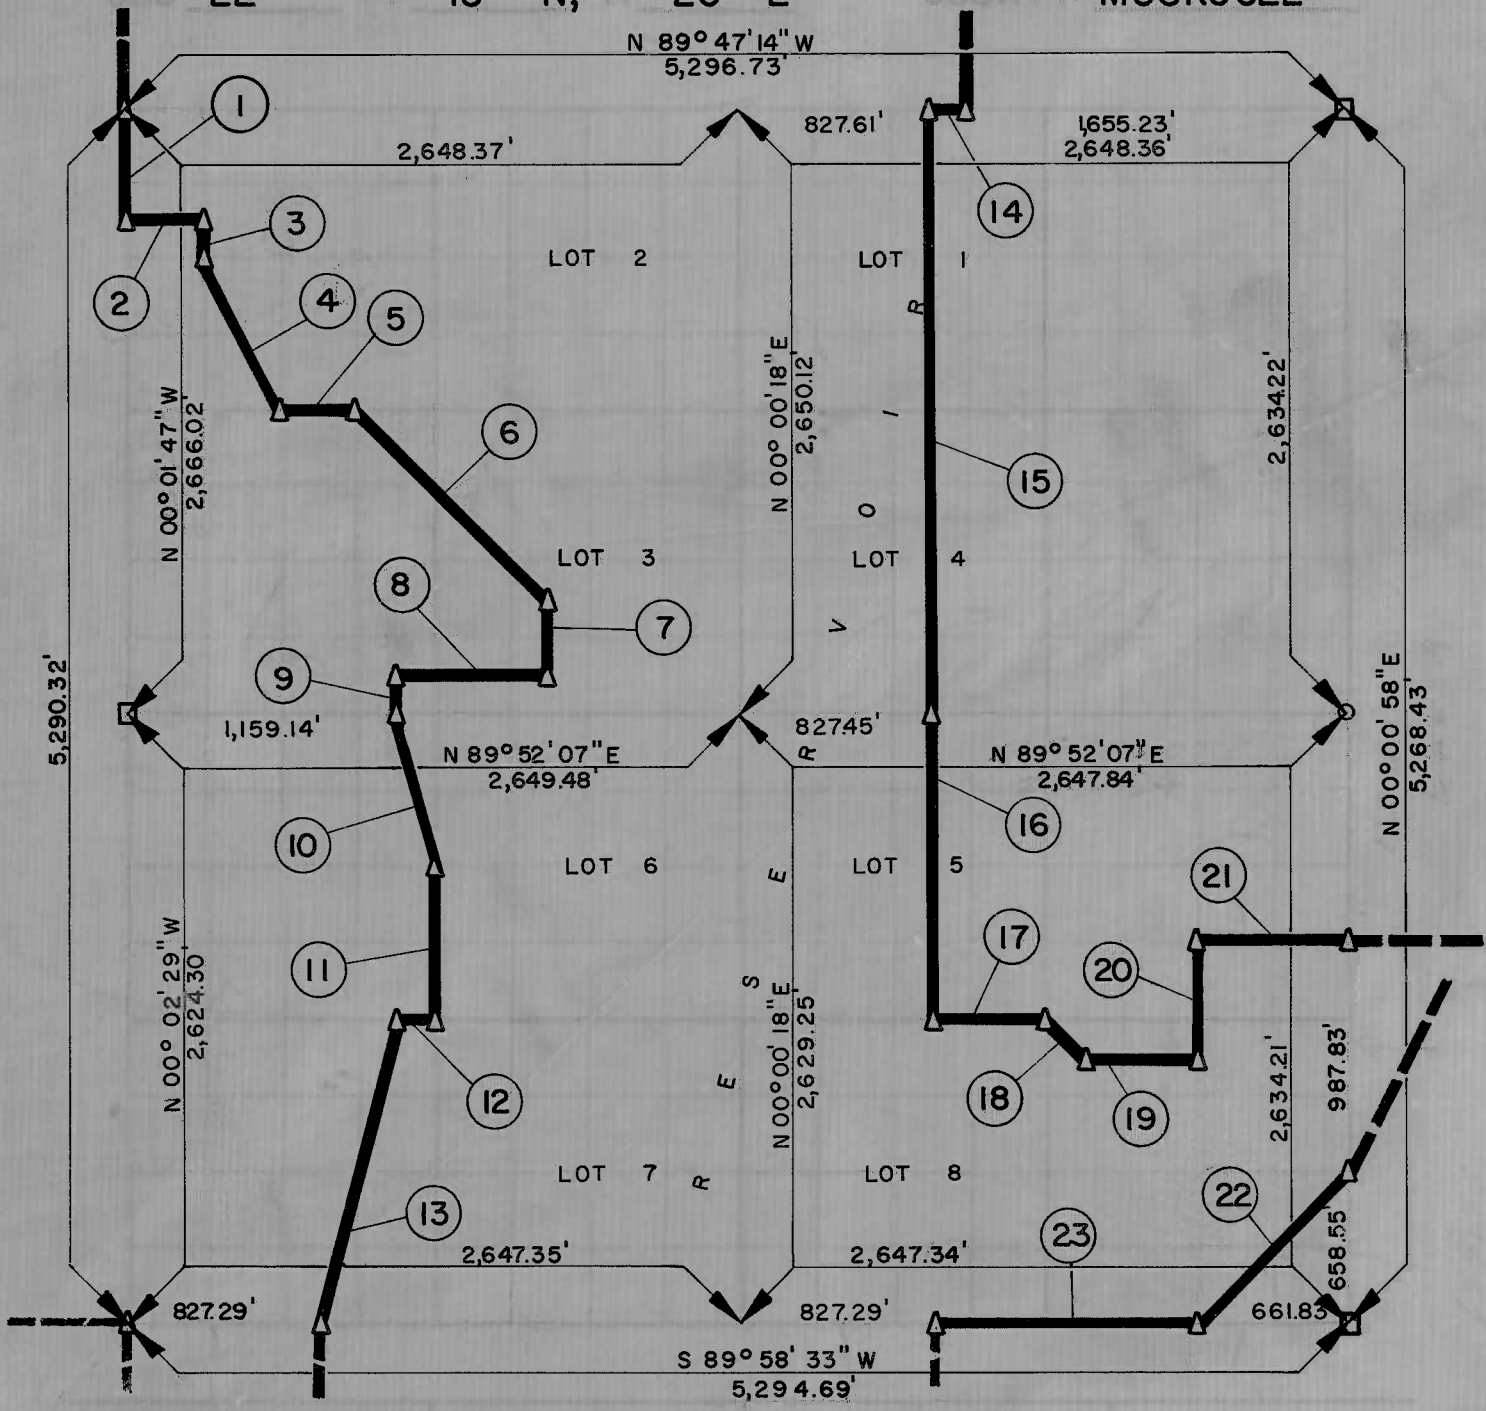 N 89° 47' 14" W
5,296.73'
1
827.61'
1,655.23'
2,648.37'
2,648.36'
14
3
LOT 2
LOT 1
2
4
5
R
N 00° 00' 18" E
2,650.12'
2,634.22'
N 00° 01' 47" W
2,666.02'
I
6
15
O
LOT 3
LOT 4
8
7
V
9
5,290.32'
N 00° 00' 58" E
5,268.43'
1,159.14'
827.45'
R
N 89° 52' 07" E
2,649.48'
N 89° 52' 07" E
2,647.84'
10
16
LOT 6
E
LOT 5
21
17
11
20
N 00° 02' 29" W
2,624.30'
S
N 00° 00' 18" E
2,629.25'
E
12
18
19
2,634.21'
987.83'
LOT 7
R
LOT 8
13
22
23
2,647.35'
2,647.34'
658.55'
827.29'
827.29'
661.83'
S 89° 58' 33" W
5,294.69'